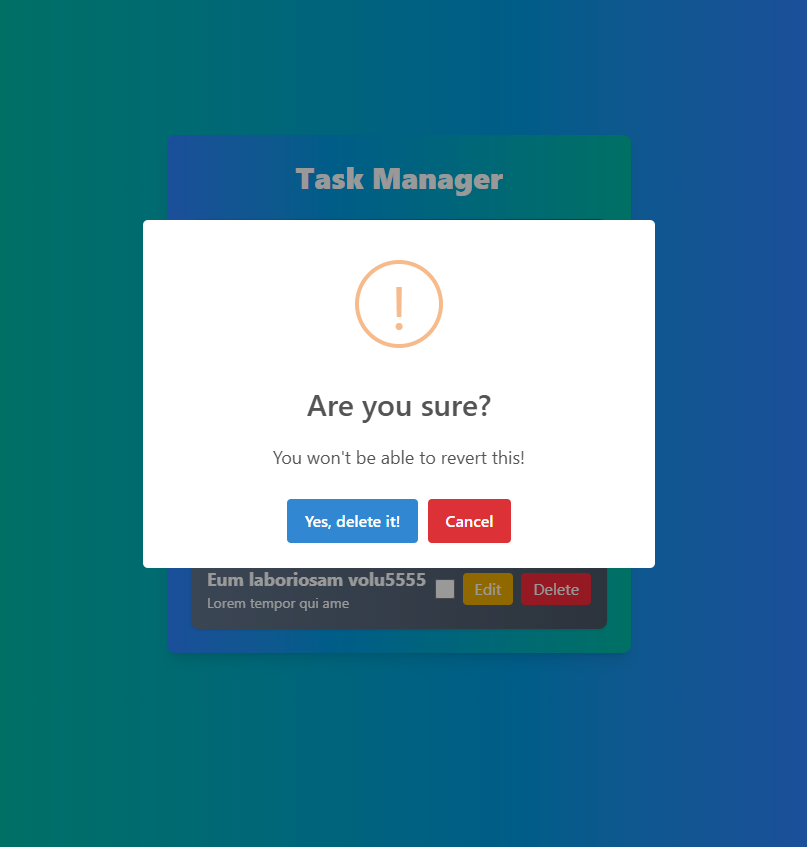 Task Manager
!
Are you sure?
You won't be able to revert this!
Yes, delete it! Cancel
Eum laboriosam volu5555
Edit Delete
Lorem tempor qui ame